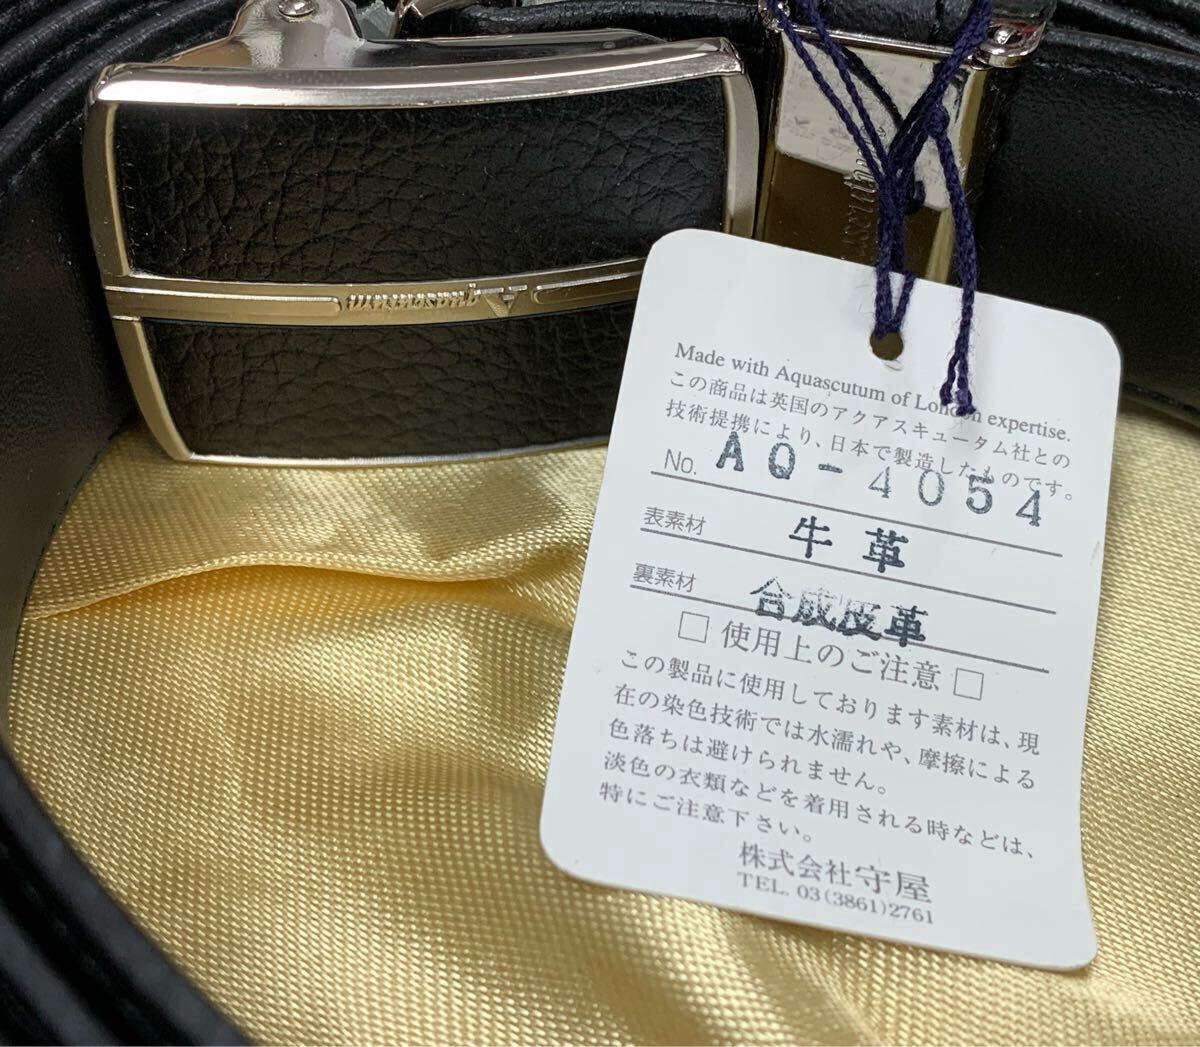 Made with Aquascutum of London expertise.
この商品は英国のアクアスキュータム社との
技術提携により、日本で製造したものです。
No. AQ-4054
表素材 牛革
裏素材 合成皮革
□ 使用上のご注意 □
この製品に使用しております素材は、現
在の染色技術では水濡れや、摩擦による
色落ちは避けられません。
淡色の衣類などを着用される時などは、
特にご注意下さい。
株式会社守屋
TEL. 03(3861)2761